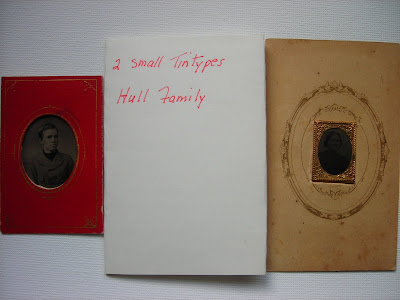 2 small Tintypes
Hull Family